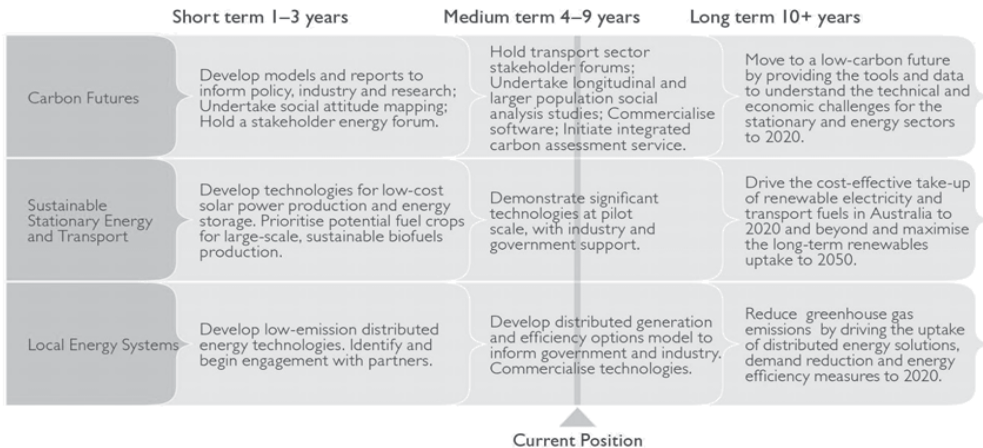 Short term 1–3 years
Medium term 4–9 years
Long term 10+ years
Carbon Futures
Develop models and reports to
inform policy, industry and research;
Undertake social attitude mapping;
Hold a stakeholder energy forum.
Hold transport sector
stakeholder forums;
Undertake longitudinal and
larger population social
analysis studies; Commercialise
software; Initiate integrated
carbon assessment service.
Move to a low-carbon future
by providing the tools and data
to understand the technical and
economic challenges for the
stationary and energy sectors
to 2020.
Sustainable
Stationary Energy
and Transport
Develop technologies for low-cost
solar power production and energy
storage. Prioritise potential fuel crops
for large-scale, sustainable biofuels
production.
Demonstrate significant
technologies at pilot
scale, with industry and
government support.
Drive the cost-effective take-up
of renewable electricity and
transport fuels in Australia to
2020 and beyond and maximise
the long-term renewables
uptake to 2050.
Local Energy Systems
Develop low-emission distributed
energy technologies. Identify and
begin engagement with partners.
Develop distributed generation
and efficiency options model to
inform government and industry.
Commercialise technologies.
Reduce greenhouse gas
emissions by driving the uptake
of distributed energy solutions,
demand reduction and energy
efficiency measures to 2020.
Current Position